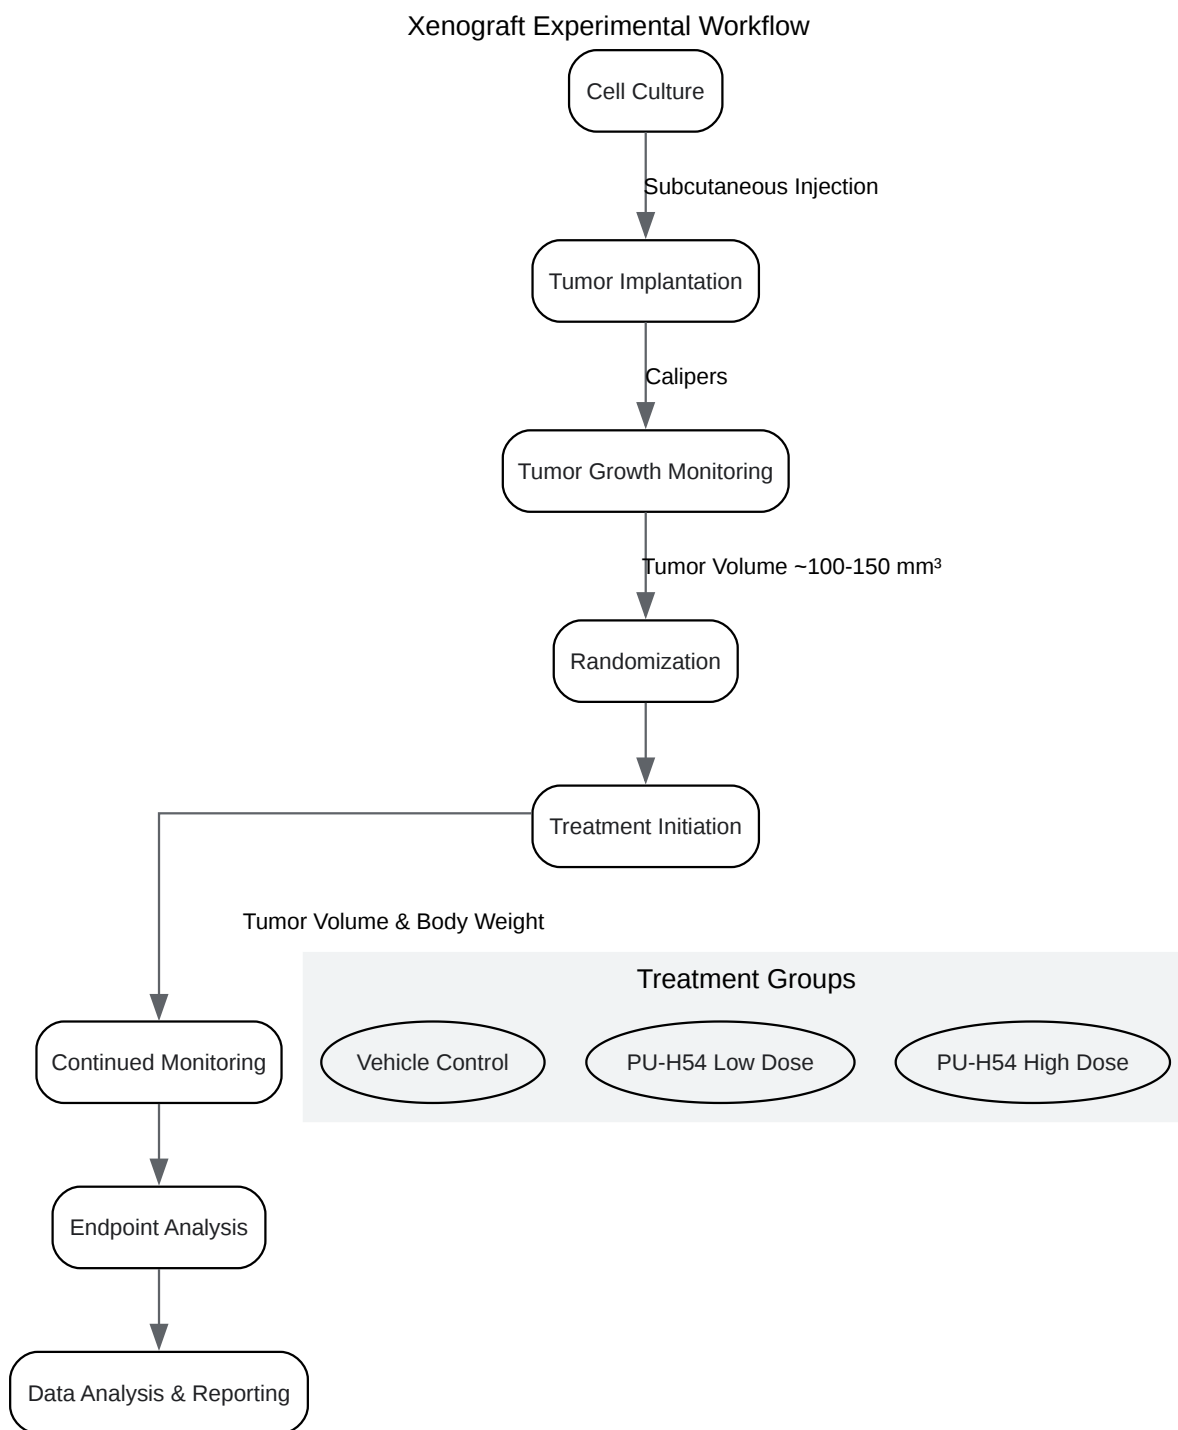 Xenograft Experimental Workflow
Cell Culture
Subcutaneous Injection
Tumor Implantation
Calipers
Tumor Growth Monitoring
Tumor Volume ~100-150 mm³
Randomization
Treatment Initiation
Tumor Volume & Body Weight
Treatment Groups
Continued Monitoring
Vehicle Control
PU-H54 Low Dose
PU-H54 High Dose
Endpoint Analysis
Data Analysis & Reporting